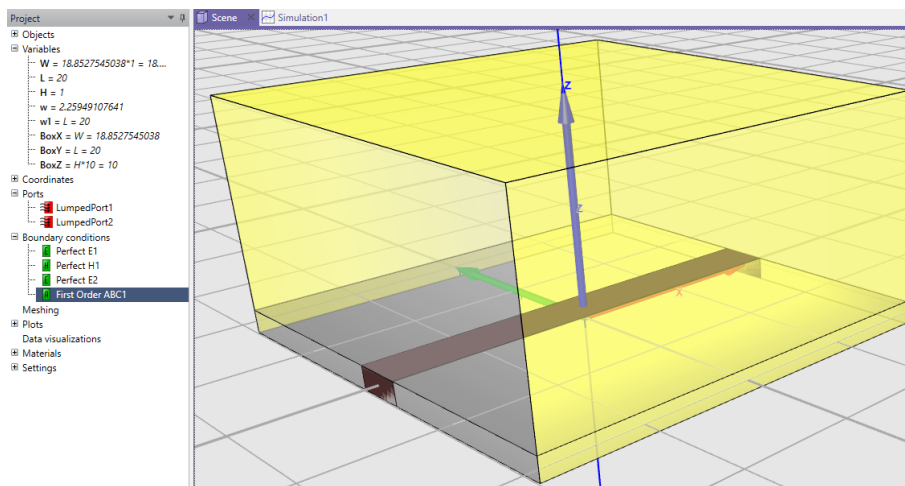 Project
Objects
Variables
W = 18.8527545038*1 = 18....
L = 20
H = 1
w = 2.25949107641
w1 = L = 20
BoxX = W = 18.8527545038
BoxY = L = 20
BoxZ = H*10 = 10
Coordinates
Ports
LumpedPort1
LumpedPort2
Boundary conditions
Perfect E1
Perfect H1
Perfect E2
First Order ABC1
Meshing
Plots
Data visualizations
Materials
Settings
Scene
Simulation1
Z
Z
X